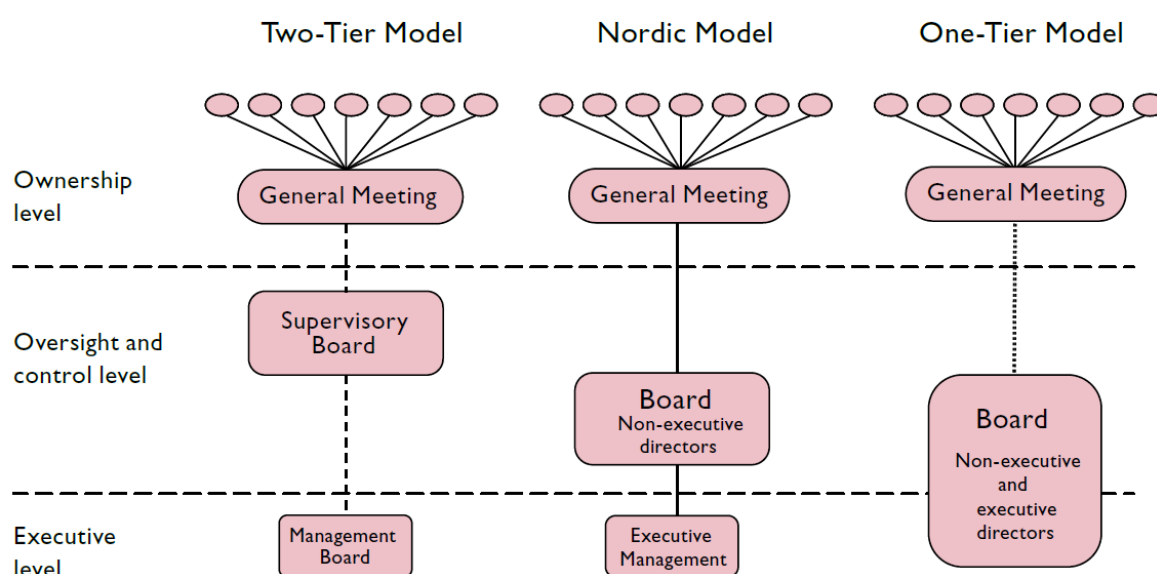 Two-Tier Model
Nordic Model
One-Tier Model
Ownership
level
General Meeting
General Meeting
General Meeting
Oversight and
control level
Supervisory
Board
Board
Non-executive
directors
Board
Non-executive
and
executive
directors
Executive
level
Management
Board
Executive
Management